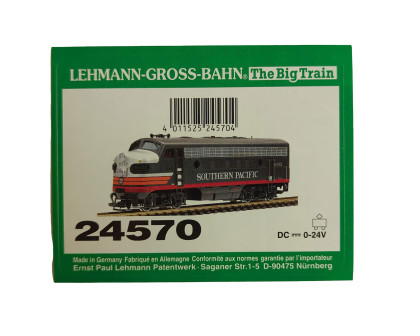 LEHMANN-GROSS-BAHN® The Big Train
4 011525 245704
SOUTHERN PACIFIC
24570
DC 0-24V
Made in Germany Fabriqué en Allemagne Conformité aux normes garantie par l'importateur
Ernst Paul Lehmann Patentwerk - Saganer Str.1-5 D-90475 Nürnberg